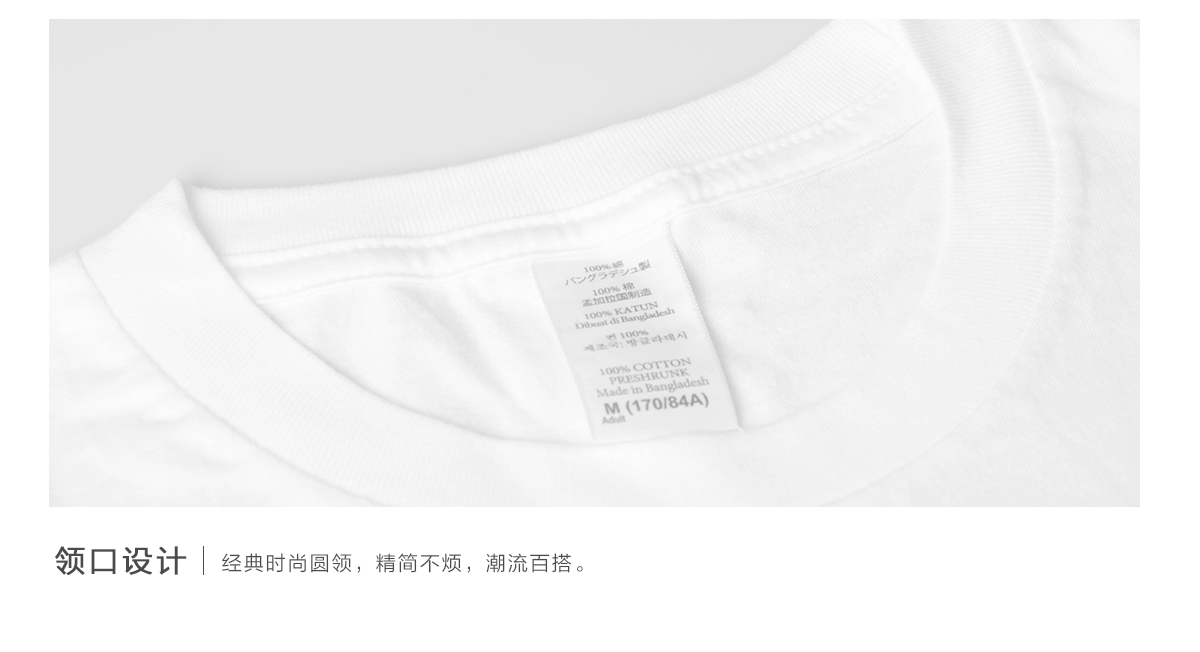 100% 綿
バングラデシュ製
100% 棉
孟加拉国制造
100% KATUN
Dibuat di Bangladesh
면 100%
제조국: 방글라데시
100% COTTON
PRESHRUNK
Made in Bangladesh
M (170/84A)
Adult
领口设计 | 经典时尚圆领，精简不烦，潮流百搭。